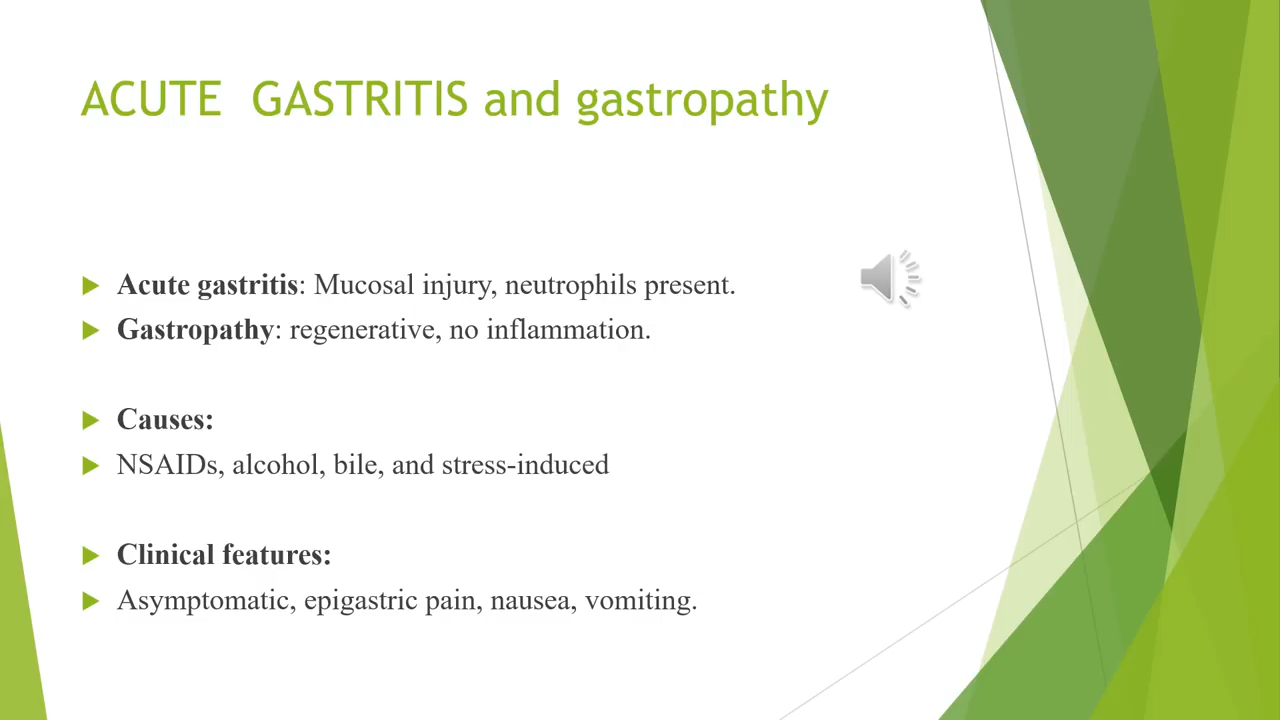 ACUTE  GASTRITIS and gastropathy
Acute gastritis: Mucosal injury, neutrophils present.
Gastropathy: regenerative, no inflammation.
Causes:
NSAIDs, alcohol, bile, and stress-induced
Clinical features:
Asymptomatic, epigastric pain, nausea, vomiting.